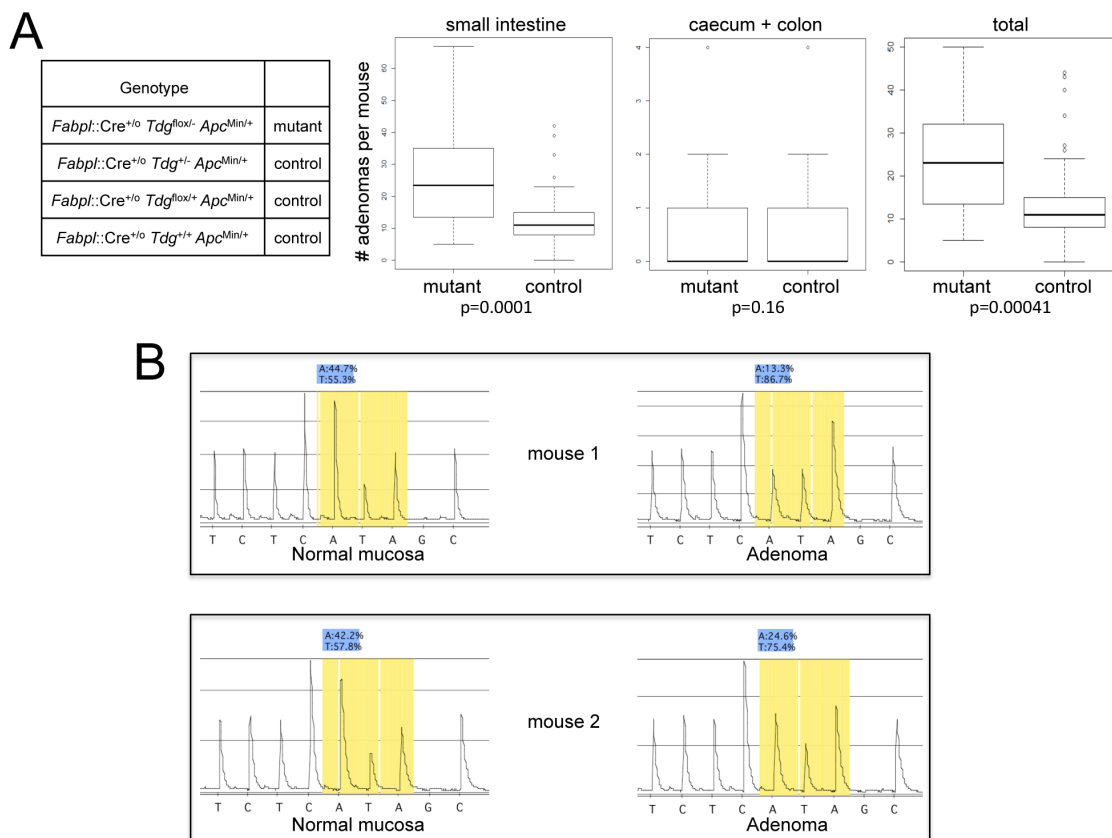 A
Genotype
Fabpl::Cre+/o Tdgflox/- ApcMin/+ mutant
Fabpl::Cre+/o Tdg+/- ApcMin/+ control
Fabpl::Cre+/o Tdgflox/+ ApcMin/+ control
Fabpl::Cre+/o Tdg+/+ ApcMin/+ control
# adenomas per mouse
small intestine
60
50
40
30
20
10
0
mutant control
p=0.0001
caecum + colon
4
3
2
1
0
mutant control
p=0.16
total
50
40
30
20
10
0
mutant control
p=0.00041
B
A:44.7%
T:55.3%
T C T C A T A G C
Normal mucosa
mouse 1
A:13.3%
T:86.7%
T C T C A T A G C
Adenoma
A:42.2%
T:57.8%
T C T C A T A G C
Normal mucosa
mouse 2
A:24.6%
T:75.4%
T C T C A T A G C
Adenoma